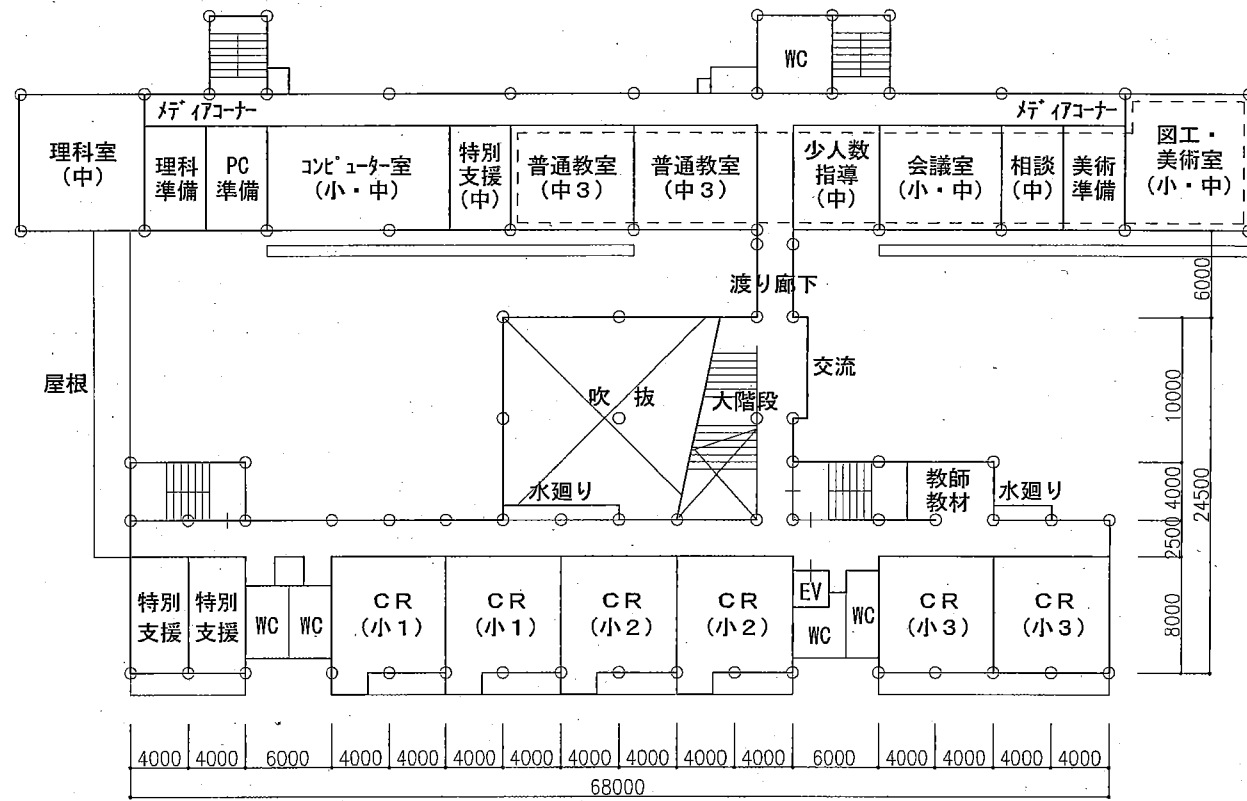 WC
メディアコーナー
メディアコーナー
理科室
(中)
理科
準備
PC
準備
コンピューター室
(小・中)
特別
支援
(中)
普通教室
(中3)
普通教室
(中3)
少人数
指導
(中)
会議室
(小・中)
相談
(中)
美術
準備
図工・
美術室
(小・中)
渡り廊下
6000
屋根
吹 抜
大階段
交流
10000
水廻り
教師
教材
水廻り
4000
24500
2500
特別
支援
特別
支援
WC
WC
CR
(小1)
CR
(小1)
CR
(小2)
CR
(小2)
EV
WC
WC
CR
(小3)
CR
(小3)
8000
4000 4000 6000 4000 4000 4000 4000 4000 4000 4000 4000 6000 4000 4000 4000 4000
68000